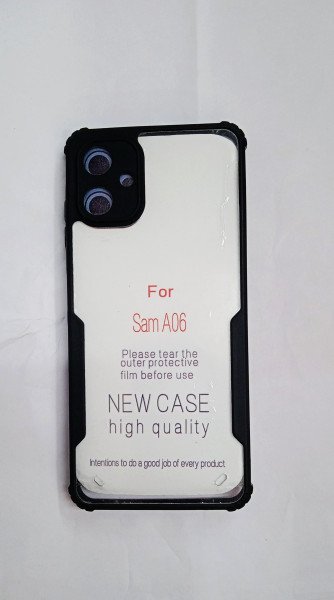 For
Sam A06
Please tear the
outer protective
film before use
NEW CASE
high quality
Intentions to do a good job of every product